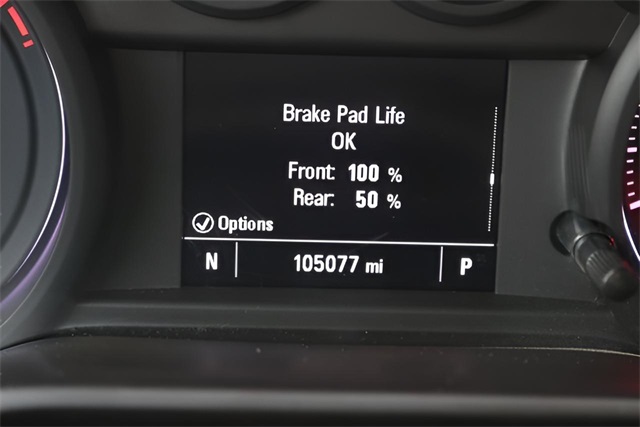 Brake Pad Life
OK
Front: 100 %
Rear: 50 %
Options
N 105077 mi P